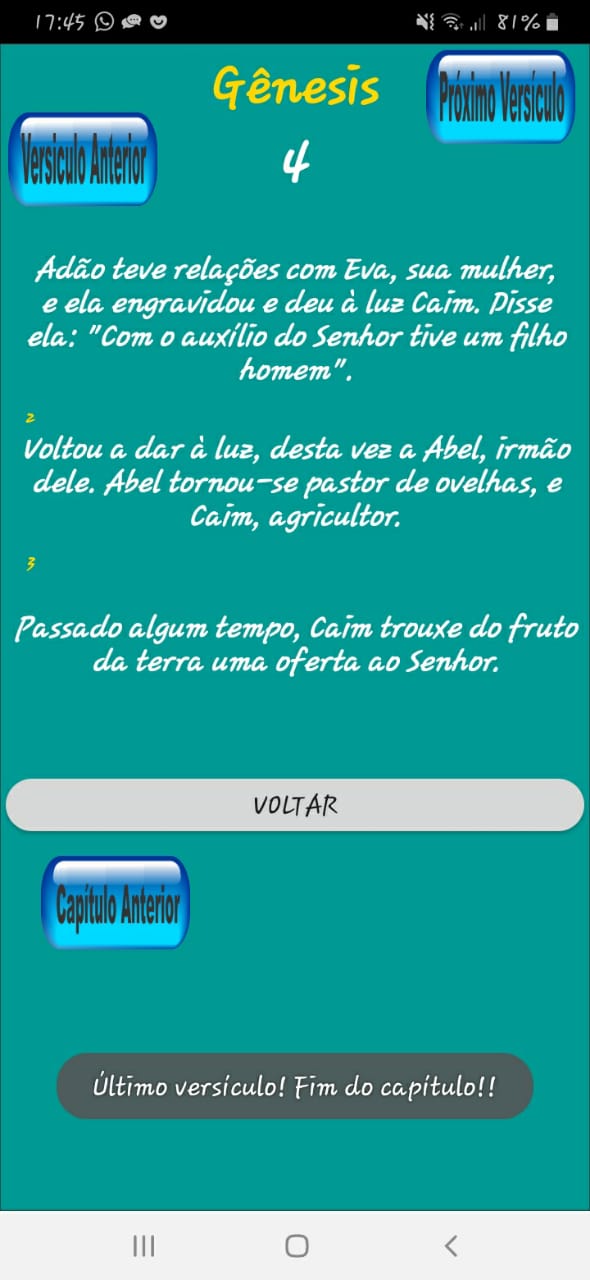 17:45
81%
Gênesis
Próximo Versículo
Versículo Anterior
4
Adão teve relações com Eva, sua mulher,
e ela engravidou e deu à luz Caim. Disse
ela: "Com o auxílio do Senhor tive um filho
homem".
2
Voltou a dar à luz, desta vez a Abel, irmão
dele. Abel tornou-se pastor de ovelhas, e
Caim, agricultor.
3
Passado algum tempo, Caim trouxe do fruto
da terra uma oferta ao Senhor.
VOLTAR
Capítulo Anterior
Último versículo! Fim do capítulo!!